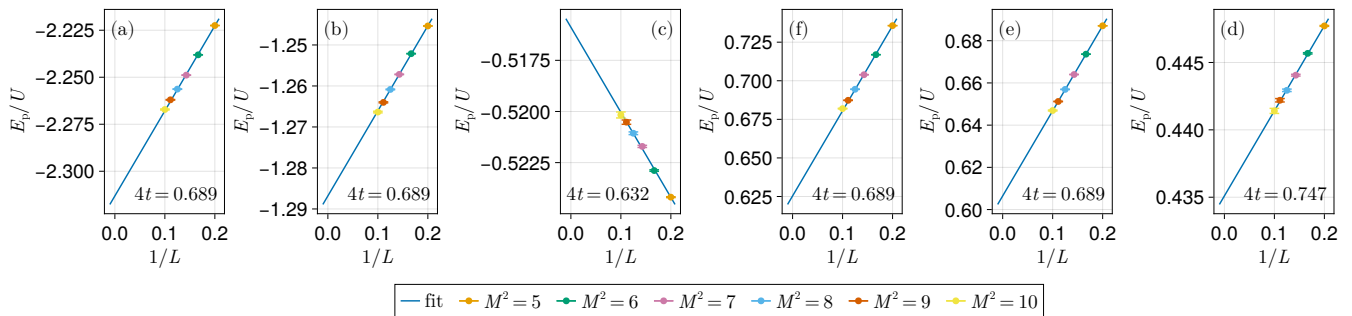 (a)
−2.225
−2.250
−2.275
−2.300
E_p/U
4t = 0.689
0.0 0.1 0.2
1/L
(b)
−1.25
−1.26
−1.27
−1.28
−1.29
E_p/U
4t = 0.689
0.0 0.1 0.2
1/L
(c)
−0.5175
−0.5200
−0.5225
E_p/U
4t = 0.632
0.0 0.1 0.2
1/L
(f)
0.725
0.700
0.675
0.650
0.625
E_p/U
4t = 0.689
0.0 0.1 0.2
1/L
(e)
0.68
0.66
0.64
0.62
0.60
E_p/U
4t = 0.689
0.0 0.1 0.2
1/L
(d)
0.445
0.440
0.435
E_p/U
4t = 0.747
0.0 0.1 0.2
1/L
fit M² = 5 M² = 6 M² = 7 M² = 8 M² = 9 M² = 10